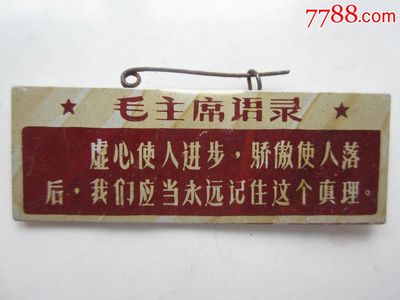 7788.com
★ 毛主席语录 ★
虚心使人进步，骄傲使人落
后，我们应当永远记住这个真理。